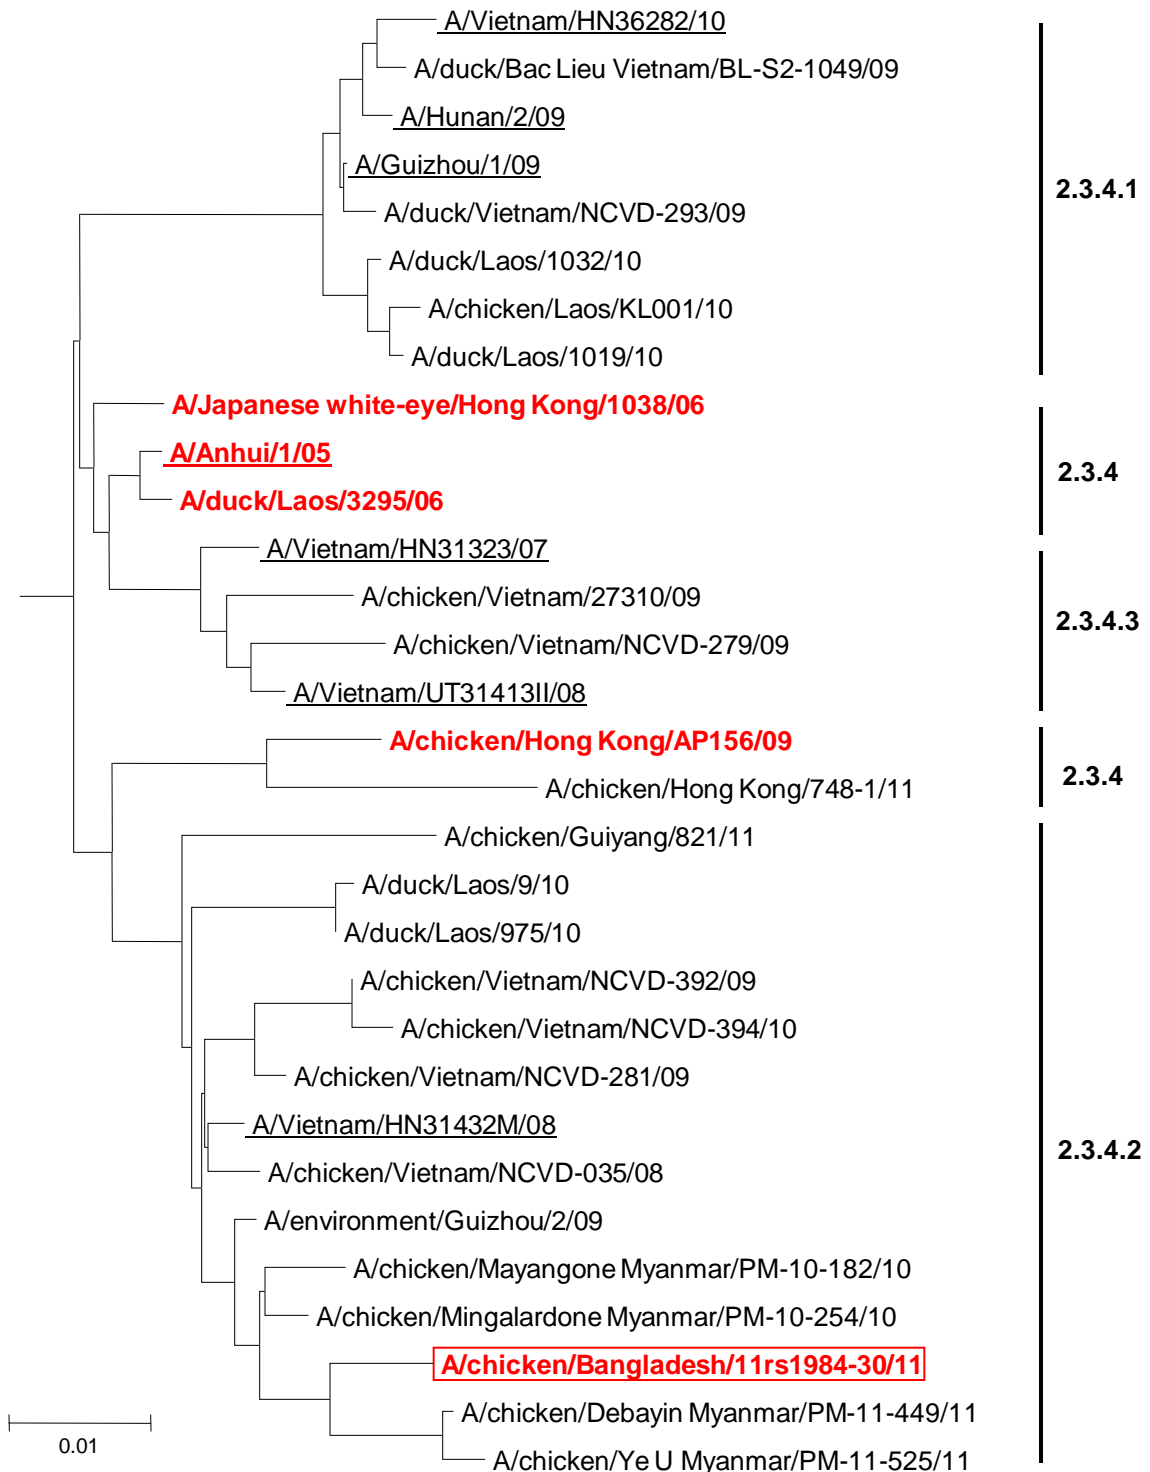 A/Vietnam/HN36282/10
A/duck/Bac Lieu Vietnam/BL-S2-1049/09
A/Hunan/2/09
A/Guizhou/1/09
2.3.4.1
A/duck/Vietnam/NCVD-293/09
A/duck/Laos/1032/10
A/chicken/Laos/KL001/10
A/duck/Laos/1019/10
A/Japanese white-eye/Hong Kong/1038/06
A/Anhui/1/05
2.3.4
A/duck/Laos/3295/06
A/Vietnam/HN31323/07
A/chicken/Vietnam/27310/09
2.3.4.3
A/chicken/Vietnam/NCVD-279/09
A/Vietnam/UT31413II/08
A/chicken/Hong Kong/AP156/09
2.3.4
A/chicken/Hong Kong/748-1/11
A/chicken/Guiyang/821/11
A/duck/Laos/9/10
A/duck/Laos/975/10
A/chicken/Vietnam/NCVD-392/09
A/chicken/Vietnam/NCVD-394/10
A/chicken/Vietnam/NCVD-281/09
A/Vietnam/HN31432M/08
2.3.4.2
A/chicken/Vietnam/NCVD-035/08
A/environment/Guizhou/2/09
A/chicken/Mayangone Myanmar/PM-10-182/10
A/chicken/Mingalardone Myanmar/PM-10-254/10
A/chicken/Bangladesh/11rs1984-30/11
A/chicken/Debayin Myanmar/PM-11-449/11
0.01
A/chicken/Ye U Myanmar/PM-11-525/11